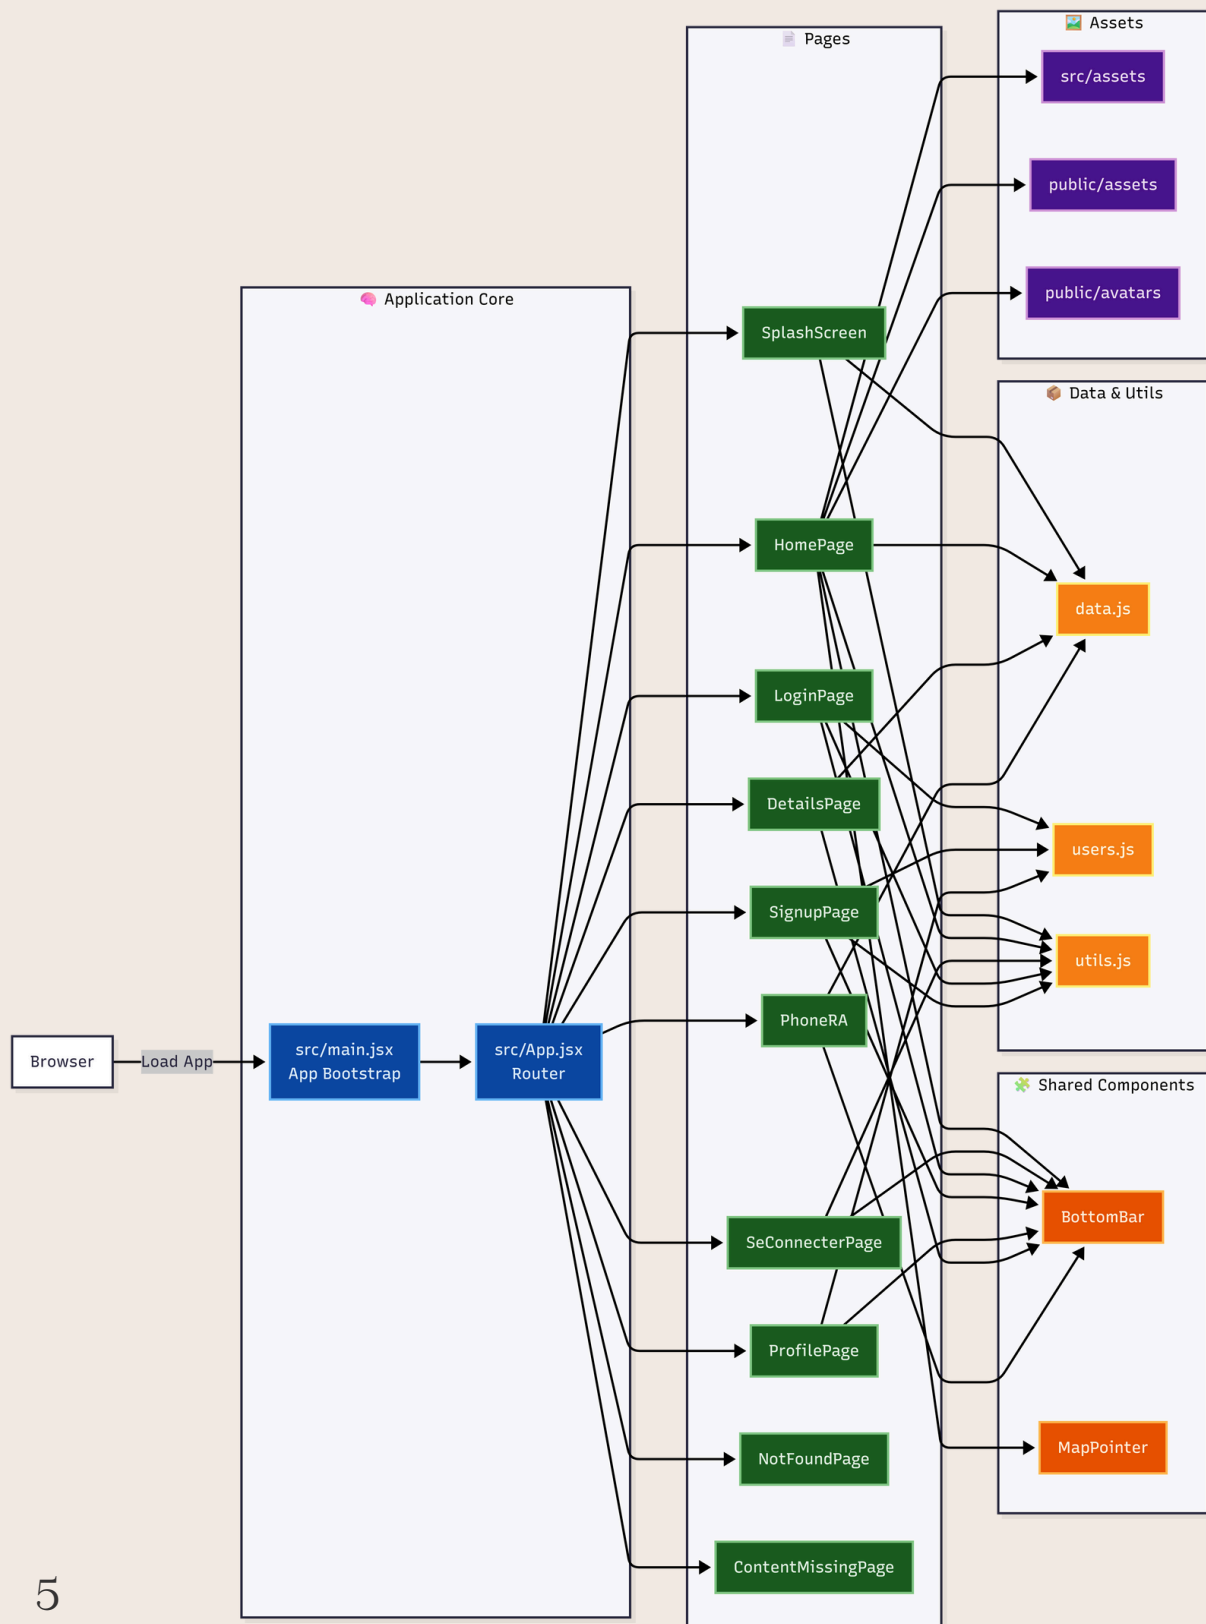 🖼️ Assets
src/assets
public/assets
public/avatars
📄 Pages
SplashScreen
HomePage
LoginPage
DetailsPage
SignupPage
PhoneRA
SeConnecterPage
ProfilePage
NotFoundPage
ContentMissingPage
🧠 Application Core
src/main.jsx
App Bootstrap
src/App.jsx
Router
Browser
Load App
📦 Data & Utils
data.js
users.js
utils.js
🧩 Shared Components
BottomBar
MapPointer
5